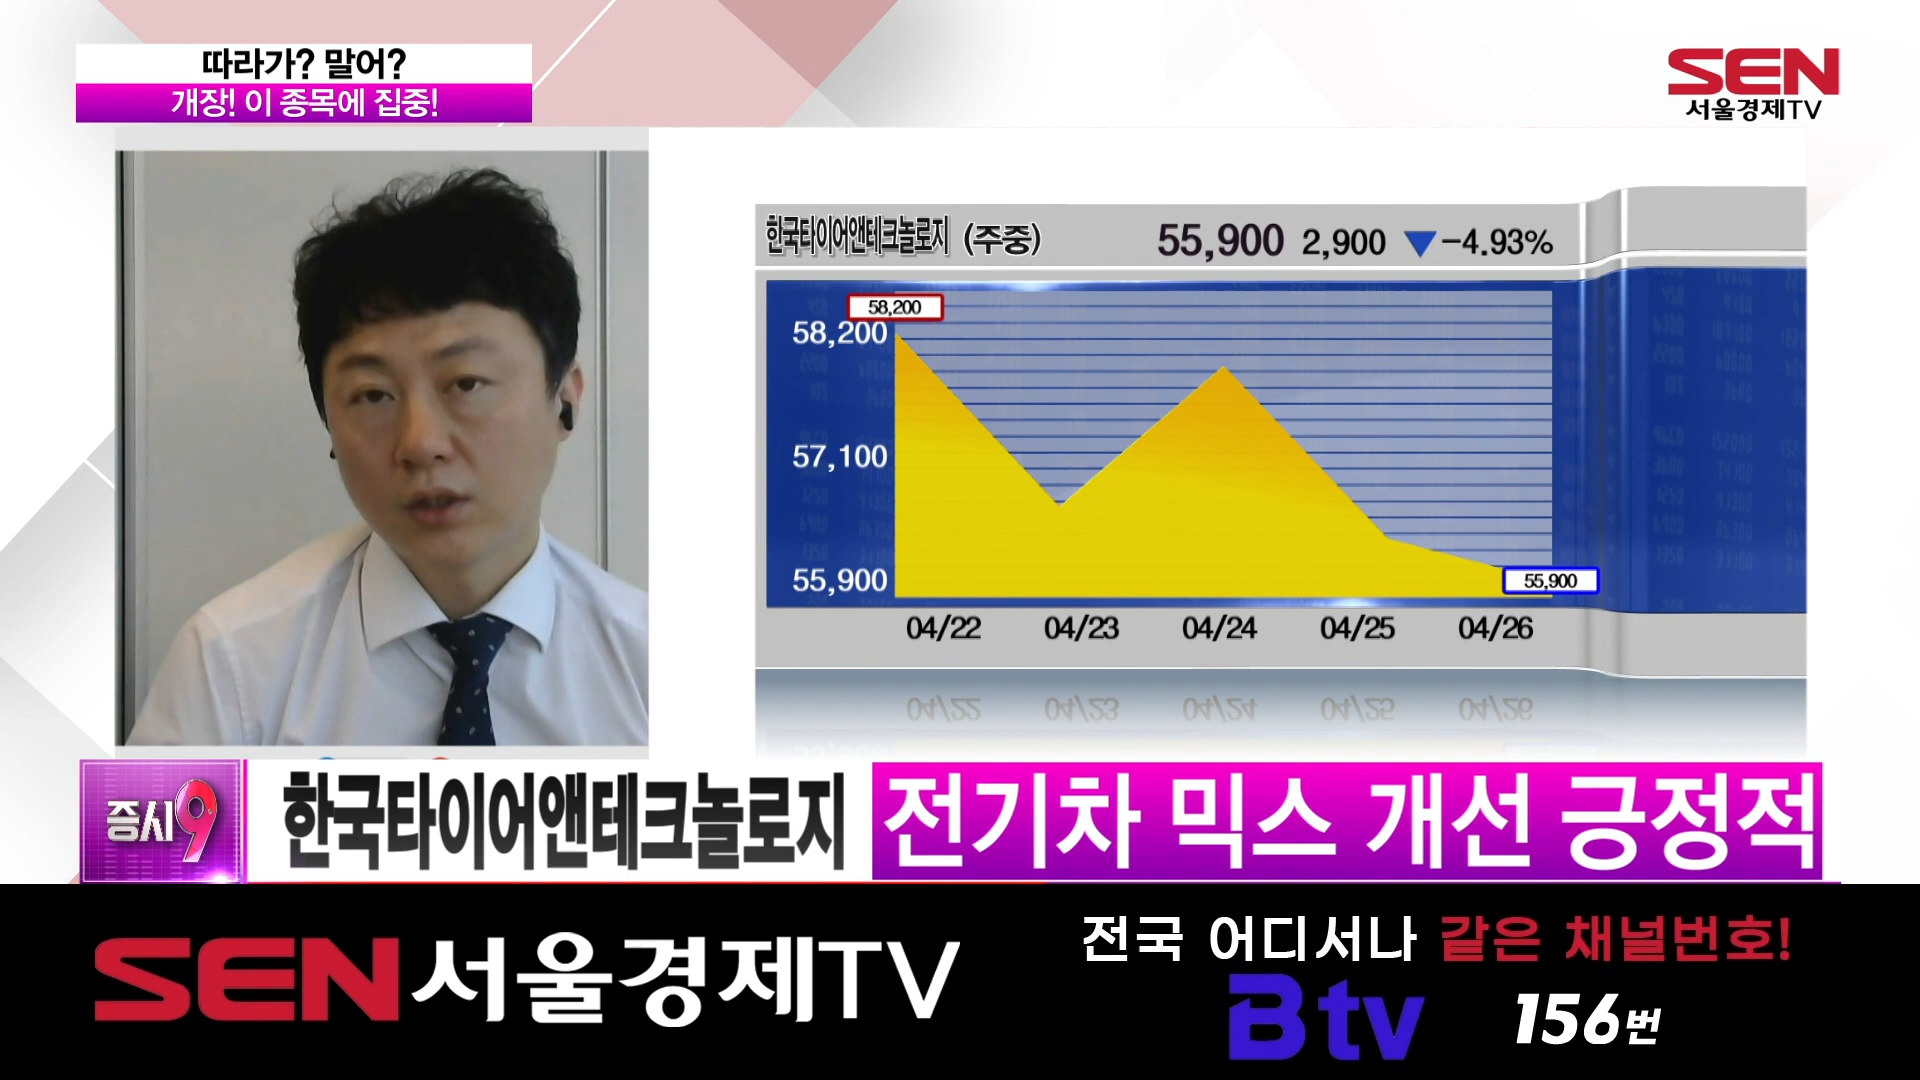 따라가? 말어?
개장! 이 종목에 집중!
SEN
서울경제TV
한국타이어앤테크놀로지 (주중) 55,900 2,900 ▼-4.93%
58,200
58,200
57,100
55,900
55,900
04/22 04/23 04/24 04/25 04/26
증시9
한국타이어앤테크놀로지 전기차 믹스 개선 긍정적
SEN서울경제TV
전국 어디서나 같은 채널번호!
B tv 156번